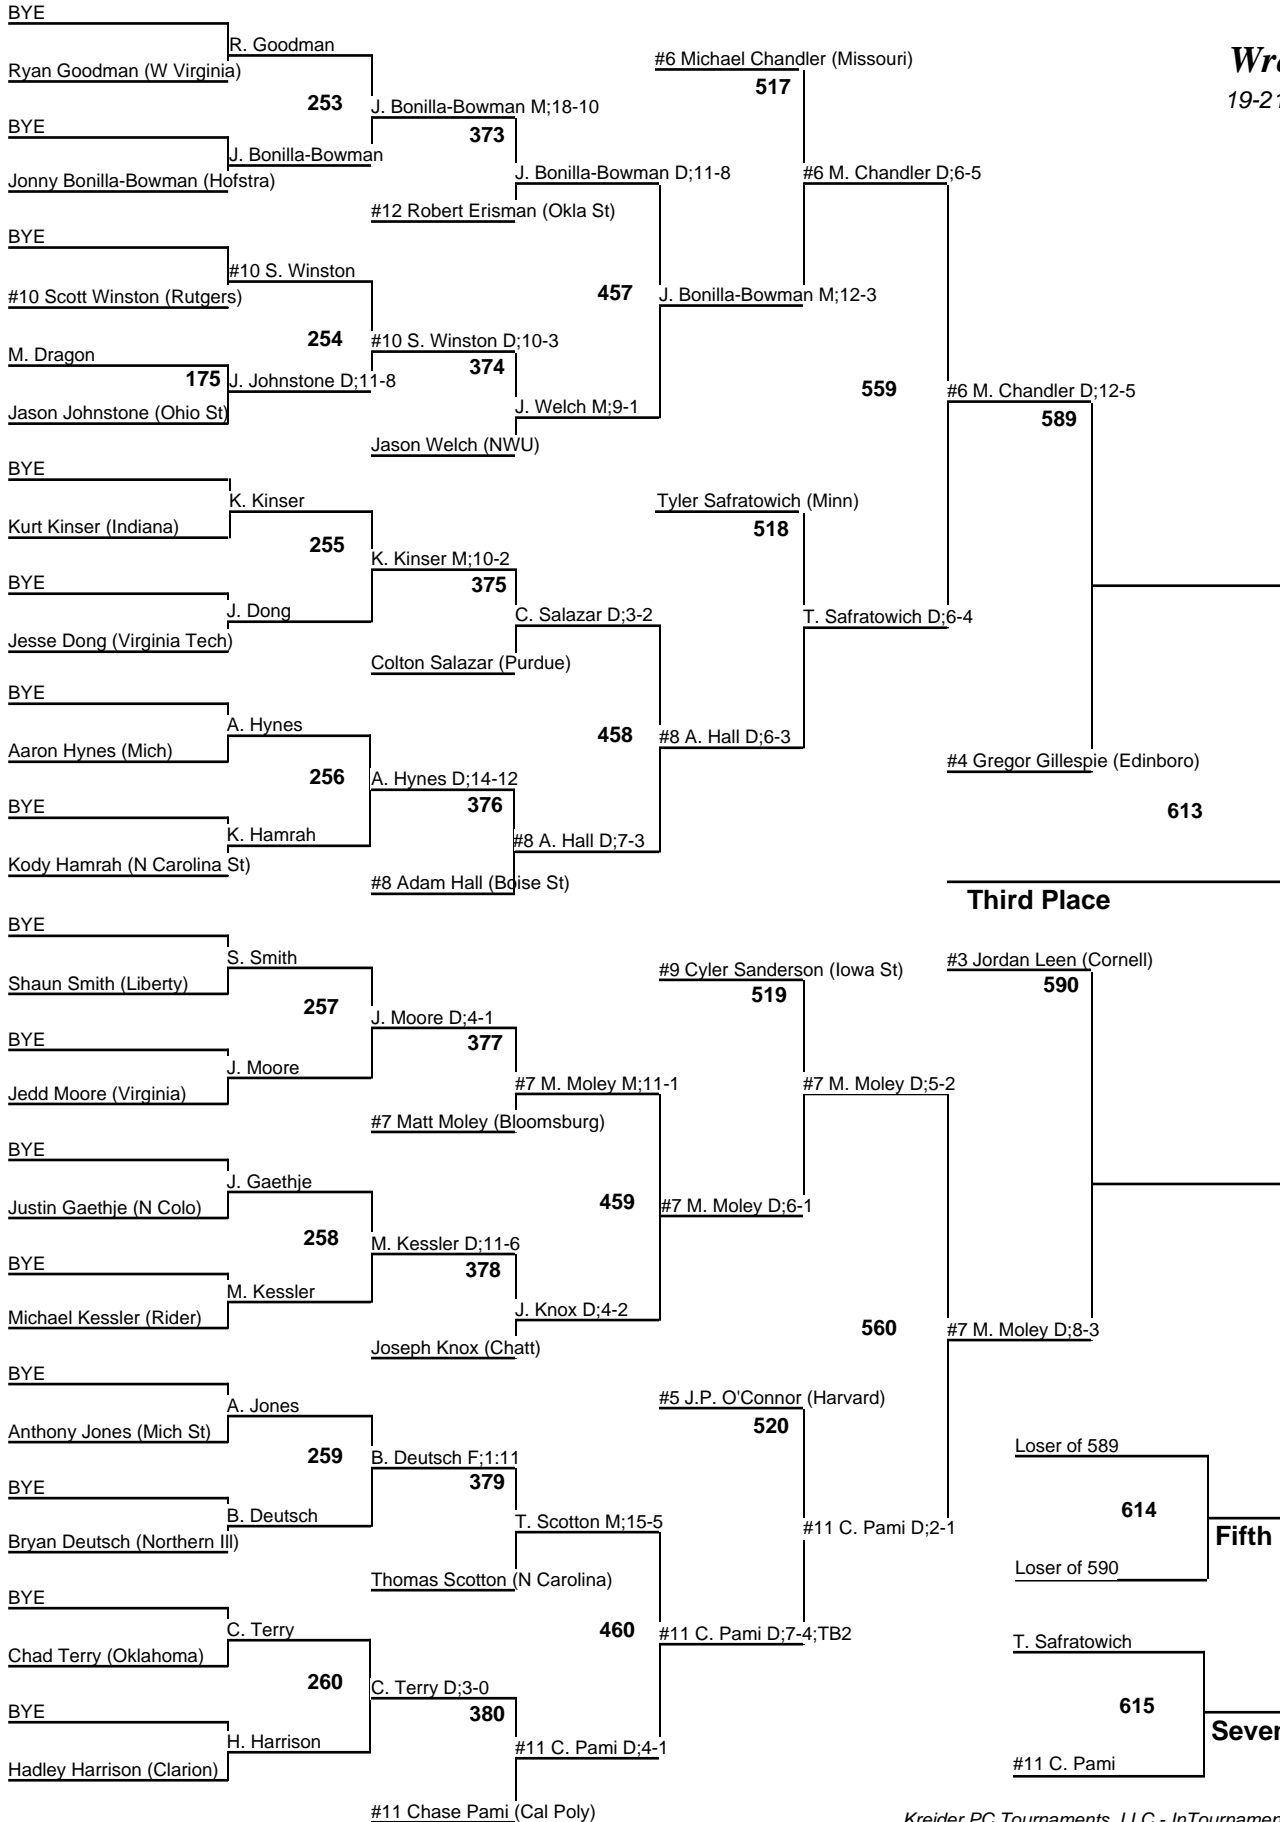 BYE
R. Goodman
Ryan Goodman (W Virginia)
253
J. Bonilla-Bowman M;18-10
BYE
373
J. Bonilla-Bowman
Jonny Bonilla-Bowman (Hofstra)
J. Bonilla-Bowman D;11-8
#12 Robert Erisman (Okla St)
BYE
#10 S. Winston
#10 Scott Winston (Rutgers)
457
J. Bonilla-Bowman M;12-3
254
#10 S. Winston D;10-3
M. Dragon
374
175
J. Johnstone D;11-8
Jason Johnstone (Ohio St)
J. Welch M;9-1
Jason Welch (NWU)
#6 Michael Chandler (Missouri)
517
#6 M. Chandler D;6-5
559
#6 M. Chandler D;12-5
589
19-21
BYE
K. Kinser
Kurt Kinser (Indiana)
255
K. Kinser M;10-2
375
BYE
J. Dong
Jesse Dong (Virginia Tech)
C. Salazar D;3-2
Colton Salazar (Purdue)
Tyler Safratowich (Minn)
518
T. Safratowich D;6-4
BYE
A. Hynes
Aaron Hynes (Mich)
458
#8 A. Hall D;6-3
256
A. Hynes D;14-12
376
BYE
K. Hamrah
Kody Hamrah (N Carolina St)
#8 A. Hall D;7-3
#8 Adam Hall (Boise St)
#4 Gregor Gillespie (Edinboro)
613
Third Place
BYE
S. Smith
Shaun Smith (Liberty)
257
J. Moore D;4-1
377
BYE
J. Moore
Jedd Moore (Virginia)
#7 M. Moley M;11-1
#7 Matt Moley (Bloomsburg)
#9 Cyler Sanderson (Iowa St)
519
#7 M. Moley D;5-2
#3 Jordan Leen (Cornell)
590
BYE
J. Gaethje
Justin Gaethje (N Colo)
459
#7 M. Moley D;6-1
258
M. Kessler D;11-6
378
BYE
M. Kessler
Michael Kessler (Rider)
J. Knox D;4-2
Joseph Knox (Chatt)
560
#7 M. Moley D;8-3
BYE
A. Jones
Anthony Jones (Mich St)
259
B. Deutsch F;1:11
379
BYE
B. Deutsch
Bryan Deutsch (Northern Ill)
T. Scotton M;15-5
Thomas Scotton (N Carolina)
#5 J.P. O'Connor (Harvard)
520
#11 C. Pami D;2-1
Loser of 589
614
Fifth
Loser of 590
BYE
C. Terry
Chad Terry (Oklahoma)
460
#11 C. Pami D;7-4;TB2
260
C. Terry D;3-0
380
BYE
H. Harrison
Hadley Harrison (Clarion)
#11 C. Pami D;4-1
#11 Chase Pami (Cal Poly)
T. Safratowich
615
#11 C. Pami
Kreider PC Tournaments, LLC -